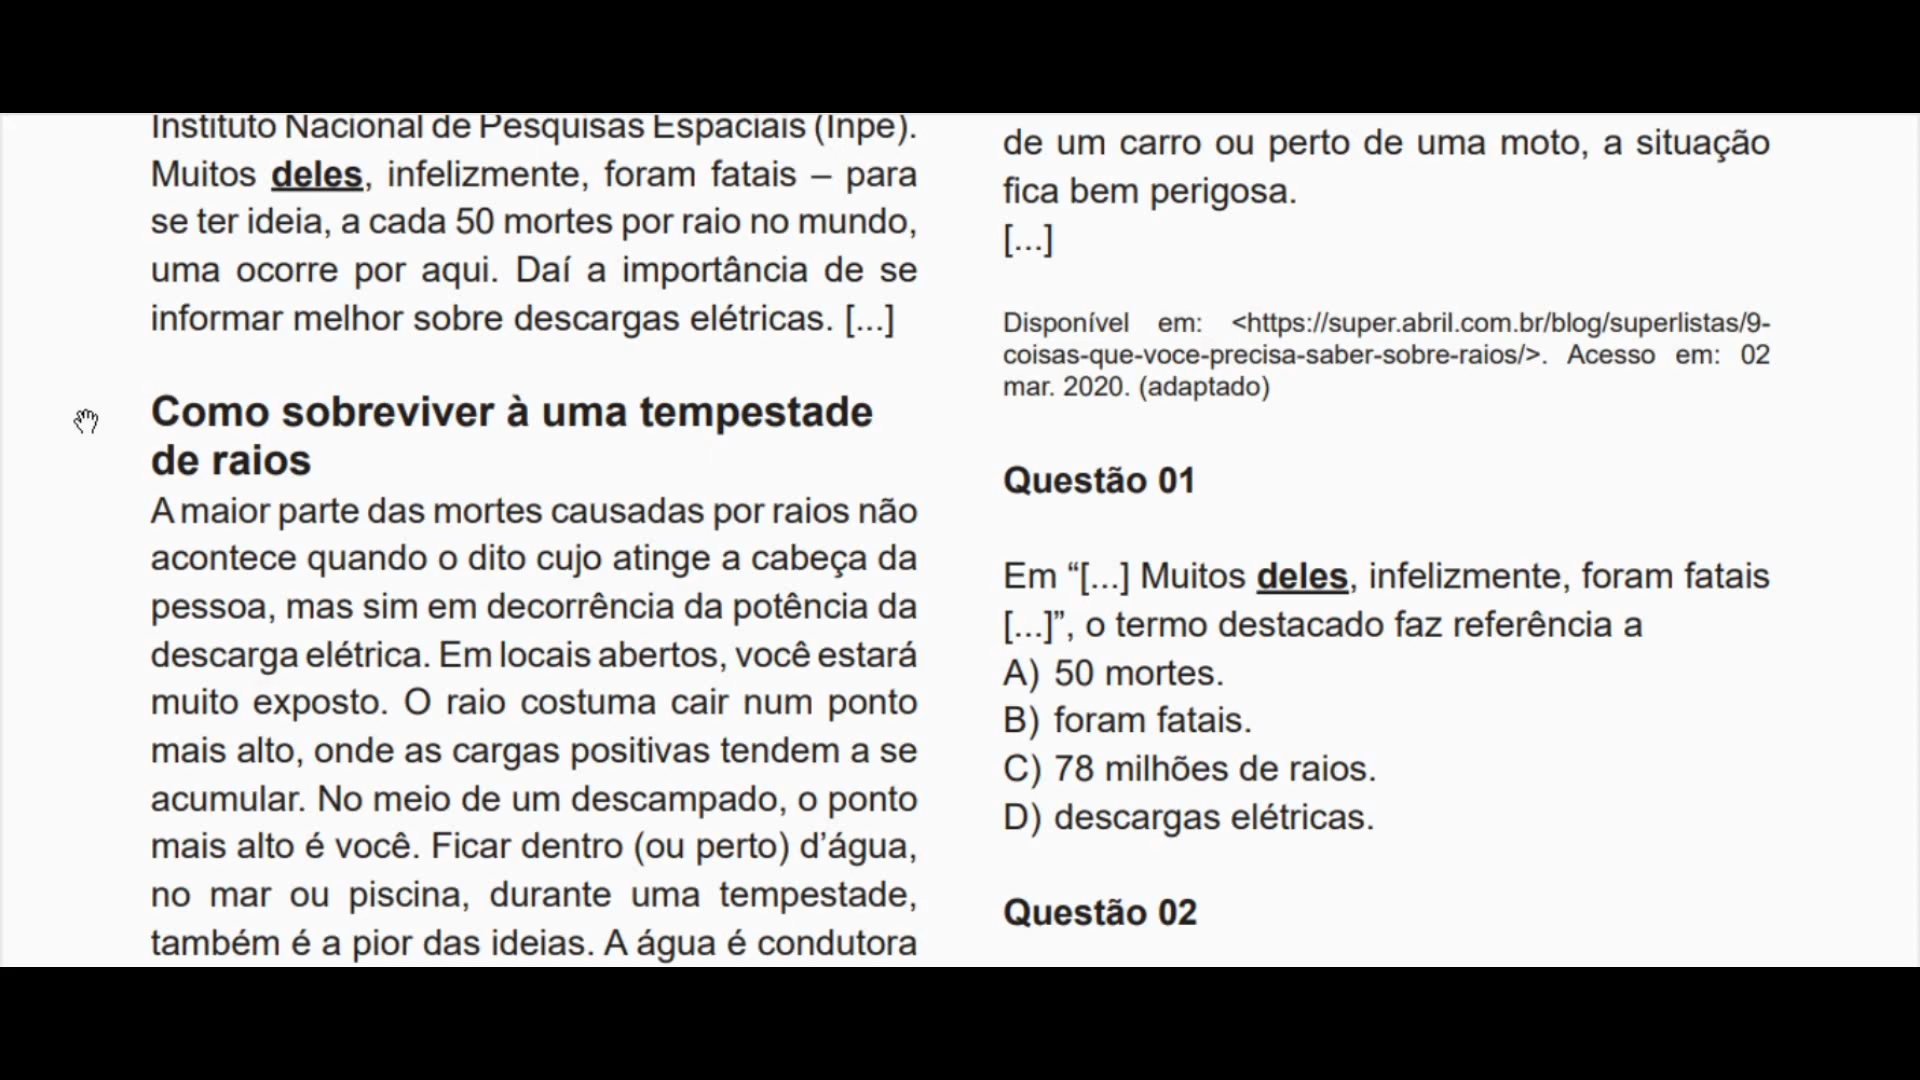 Instituto Nacional de Pesquisas Espaciais (Inpe).
Muitos deles, infelizmente, foram fatais – para
se ter ideia, a cada 50 mortes por raio no mundo,
uma ocorre por aqui. Daí a importância de se
informar melhor sobre descargas elétricas. [...]
Como sobreviver à uma tempestade
de raios
A maior parte das mortes causadas por raios não
acontece quando o dito cujo atinge a cabeça da
pessoa, mas sim em decorrência da potência da
descarga elétrica. Em locais abertos, você estará
muito exposto. O raio costuma cair num ponto
mais alto, onde as cargas positivas tendem a se
acumular. No meio de um descampado, o ponto
mais alto é você. Ficar dentro (ou perto) d’água,
no mar ou piscina, durante uma tempestade,
também é a pior das ideias. A água é condutora
de um carro ou perto de uma moto, a situação
fica bem perigosa.
[...]
Disponível em: <https://super.abril.com.br/blog/superlistas/9-
coisas-que-voce-precisa-saber-sobre-raios/>. Acesso em: 02
mar. 2020. (adaptado)
Questão 01
Em “[...] Muitos deles, infelizmente, foram fatais
[...]”, o termo destacado faz referência a
A) 50 mortes.
B) foram fatais.
C) 78 milhões de raios.
D) descargas elétricas.
Questão 02